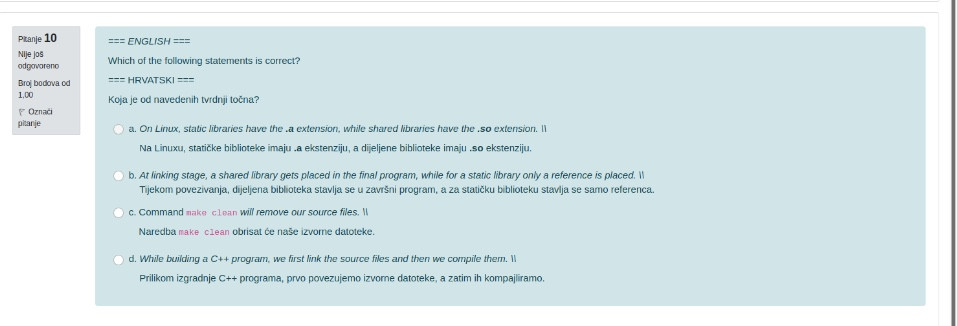 Pitanje 10
Nije još
odgovoreno
Broj bodova od
1,00
Označi
pitanje
=== ENGLISH ===
Which of the following statements is correct?
=== HRVATSKI ===
Koja je od navedenih tvrdnji točna?
a. On Linux, static libraries have the .a extension, while shared libraries have the .so extension. \\
Na Linuxu, statičke biblioteke imaju .a ekstenziju, a dijeljene biblioteke imaju .so ekstenziju.
b. At linking stage, a shared library gets placed in the final program, while for a static library only a reference is placed. \\
Tijekom povezivanja, dijeljena biblioteka stavlja se u završni program, a za statičku biblioteku stavlja se samo referenca.
c. Command make clean will remove our source files. \\
Naredba make clean obrisat će naše izvorne datoteke.
d. While building a C++ program, we first link the source files and then we compile them. \\
Prilikom izgradnje C++ programa, prvo povezujemo izvorne datoteke, a zatim ih kompajliramo.